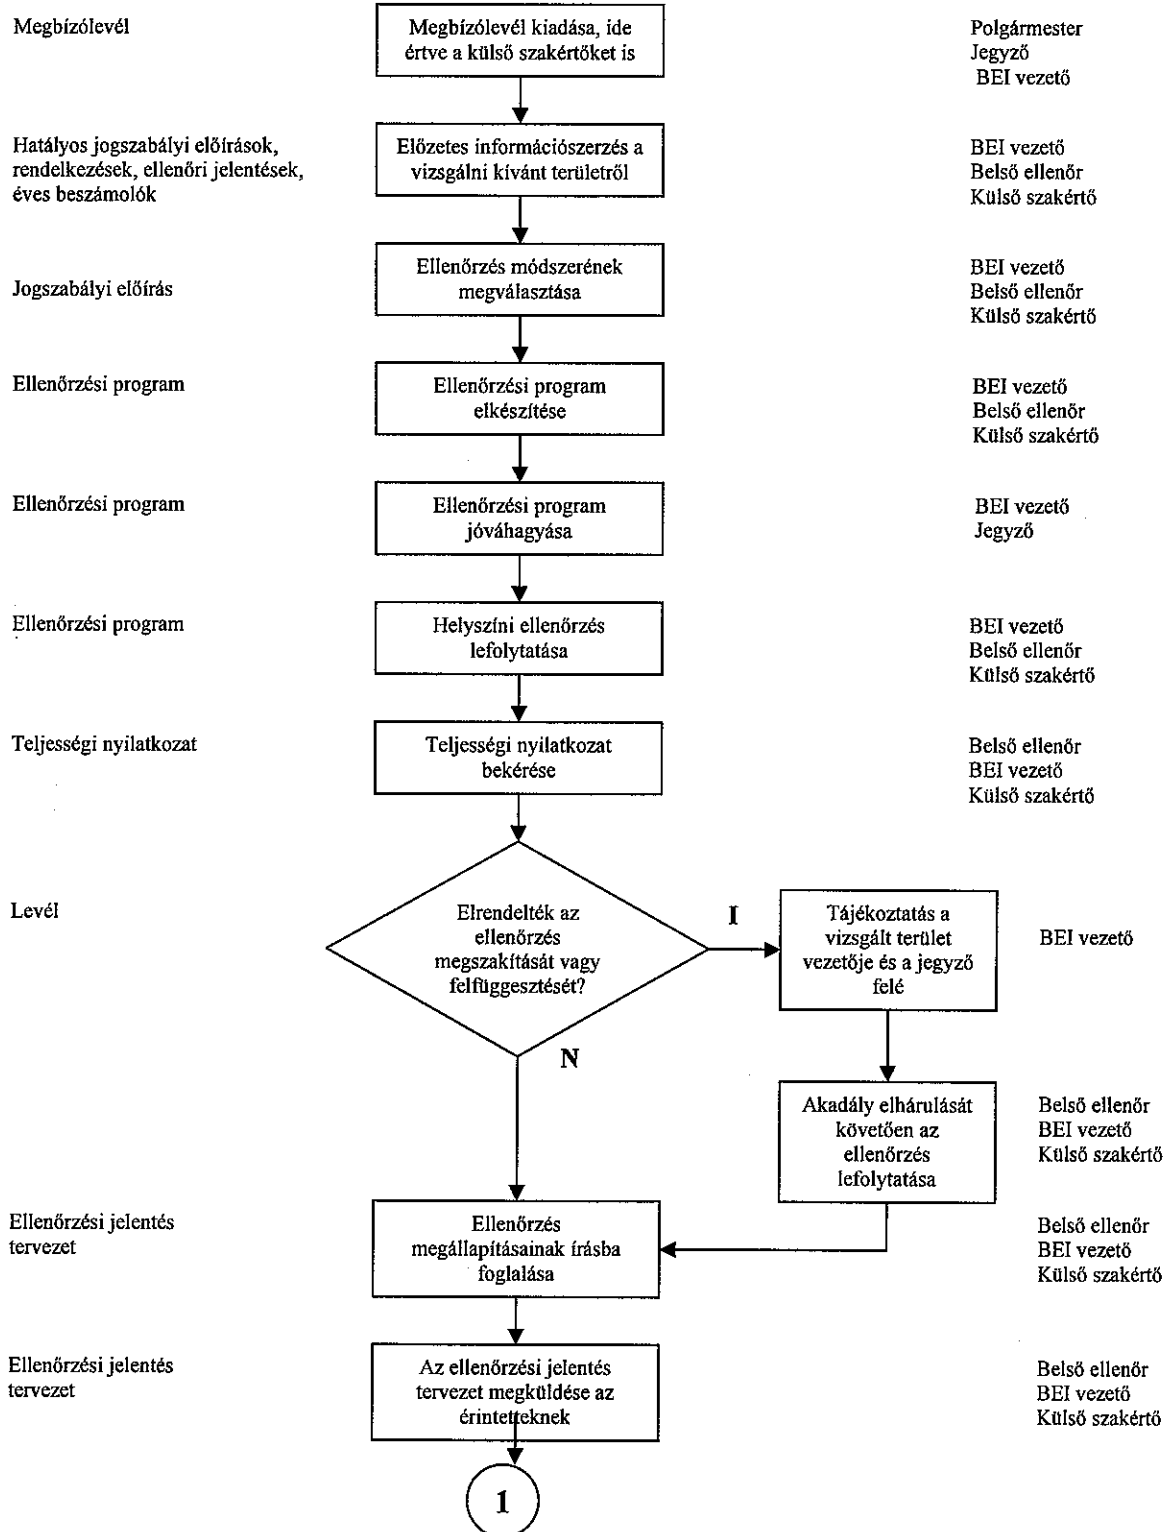 Megbízólevél
Megbízólevél kiadása, ide
értve a külső szakértőket is
Polgármester
Jegyző
BEI vezető
Hatályos jogszabályi előírások,
rendelkezések, ellenőri jelentések,
éves beszámolók
Előzetes információszerzés a
vizsgálni kívánt területről
BEI vezető
Belső ellenőr
Külső szakértő
Jogszabályi előírás
Ellenőrzés módszerének
megválasztása
BEI vezető
Belső ellenőr
Külső szakértő
Ellenőrzési program
Ellenőrzési program
elkészítése
BEI vezető
Belső ellenőr
Külső szakértő
Ellenőrzési program
Ellenőrzési program
jóváhagyása
BEI vezető
Jegyző
Ellenőrzési program
Helyszíni ellenőrzés
lefolytatása
BEI vezető
Belső ellenőr
Külső szakértő
Teljességi nyilatkozat
Teljességi nyilatkozat
bekérése
Belső ellenőr
BEI vezető
Külső szakértő
Levél
Elrendelték az
ellenőrzés
megszakítását vagy
felfüggesztését?
I
Tájékoztatás a
vizsgált terület
vezetője és a jegyző
felé
BEI vezető
N
Akadály elhárulását
követően az
ellenőrzés
lefolytatása
Belső ellenőr
BEI vezető
Külső szakértő
Ellenőrzési jelentés
tervezet
Ellenőrzés
megállapításainak írásba
foglalása
Belső ellenőr
BEI vezető
Külső szakértő
Ellenőrzési jelentés
tervezet
Az ellenőrzési jelentés
tervezet megküldése az
érintetteknek
Belső ellenőr
BEI vezető
Külső szakértő
1